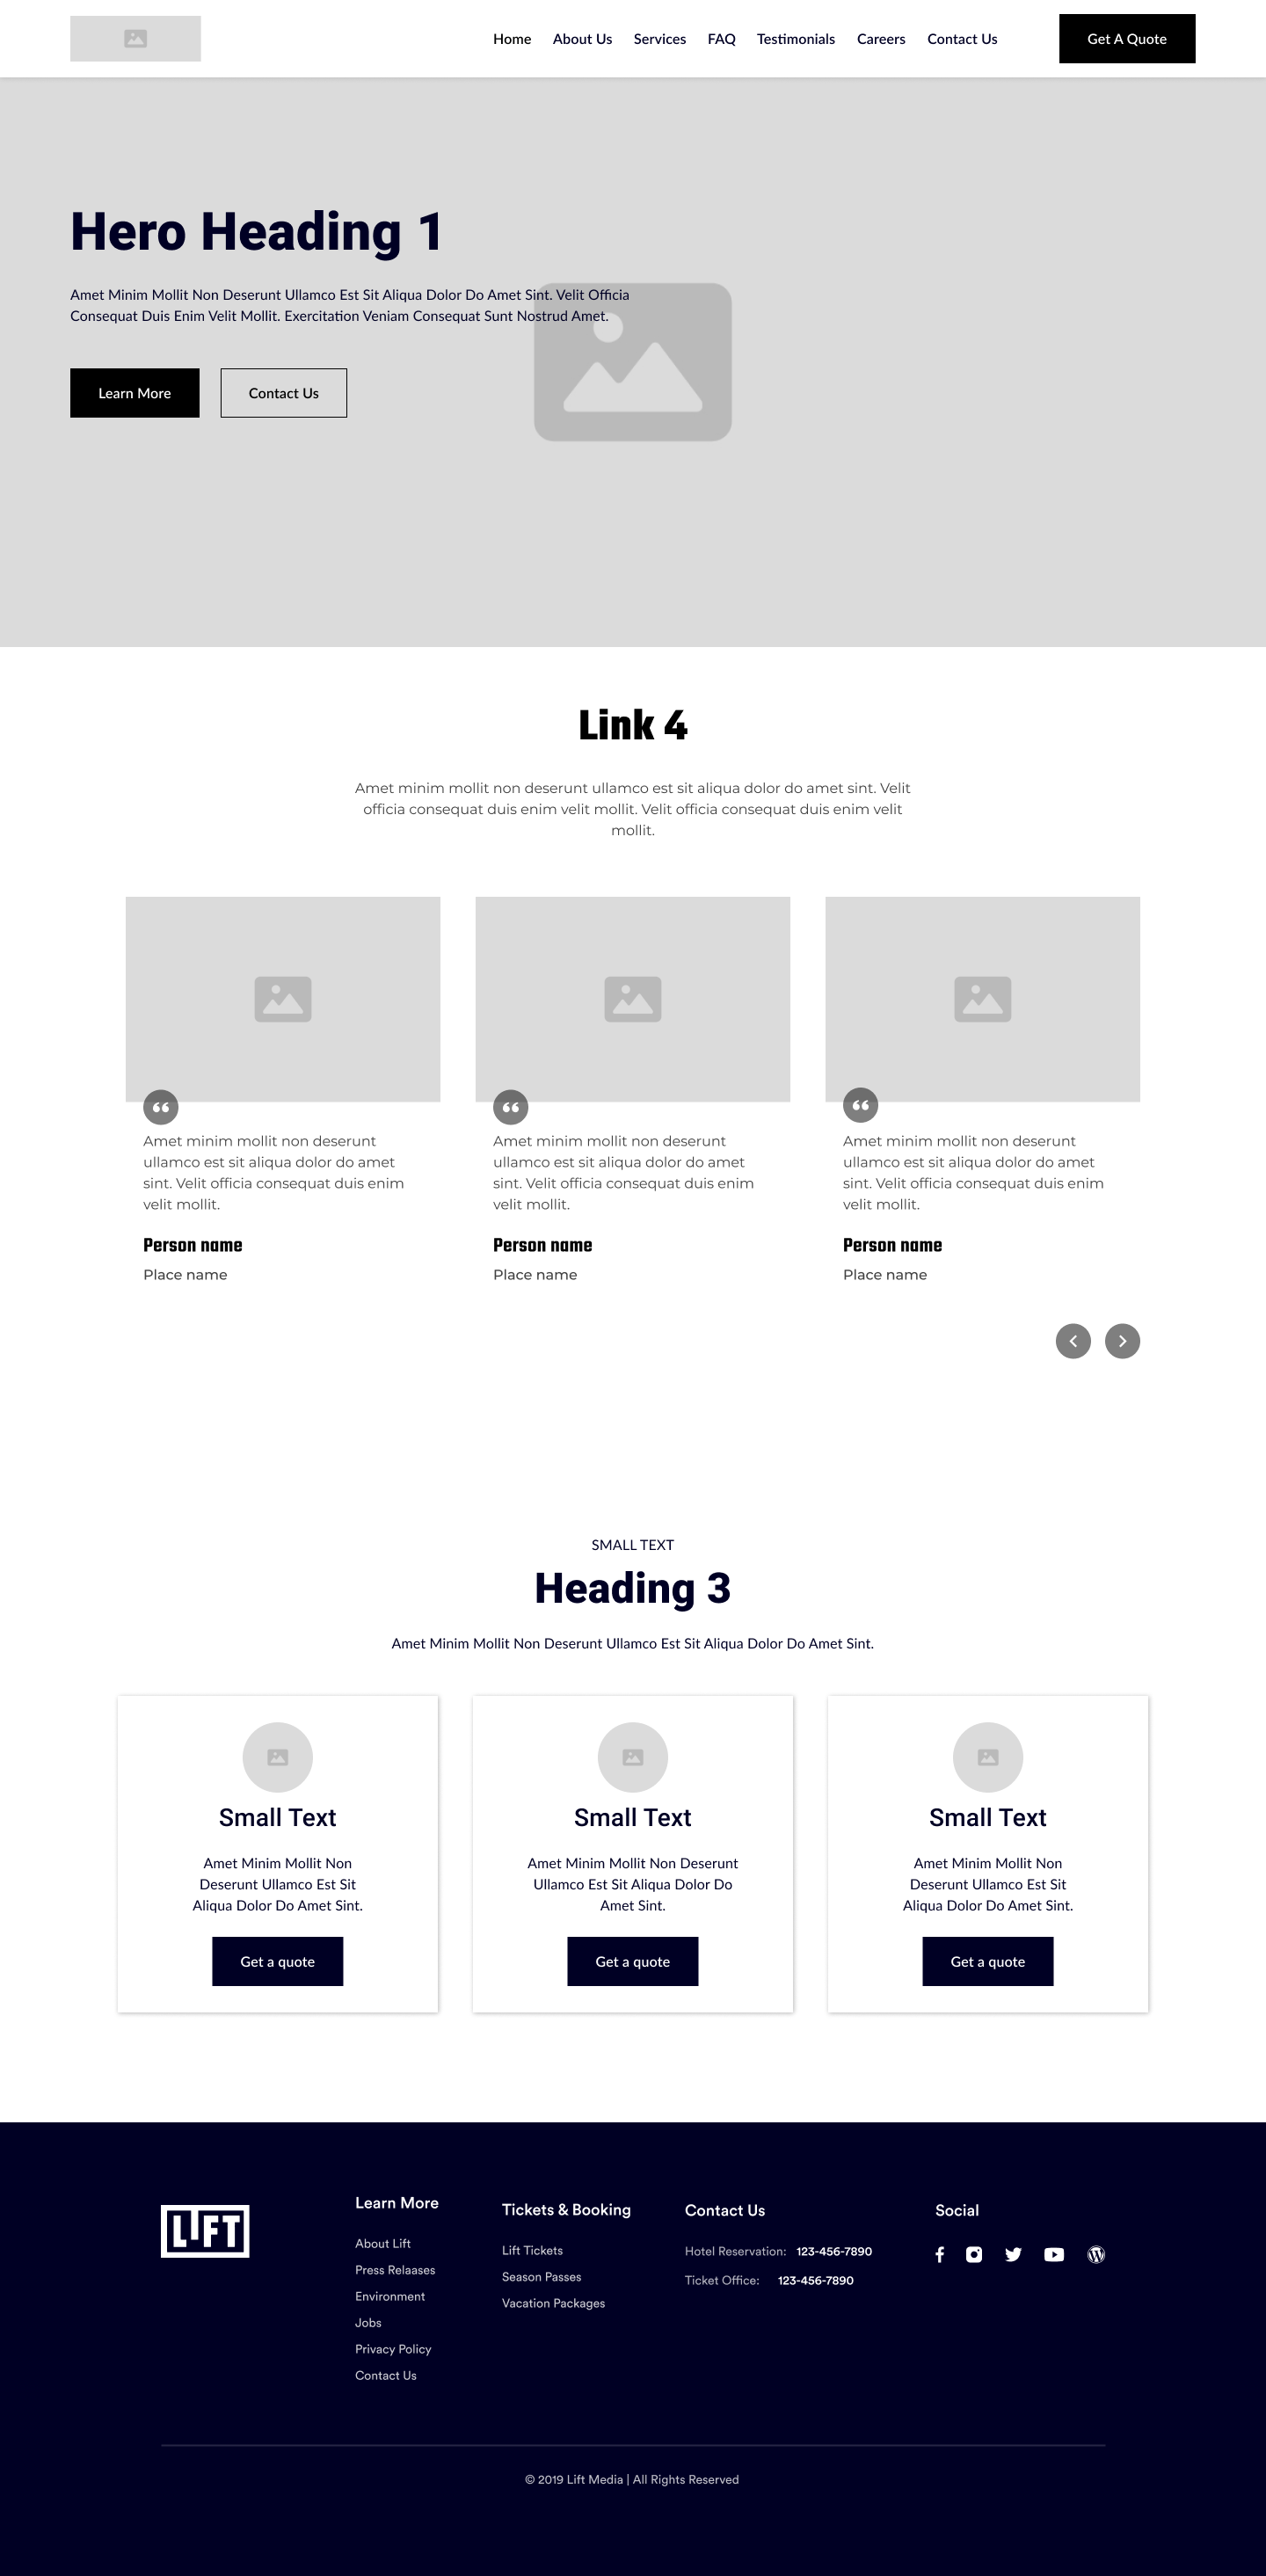 Home About Us Services FAQ Testimonials Careers Contact Us Get A Quote
Hero Heading 1
Amet Minim Mollit Non Deserunt Ullamco Est Sit Aliqua Dolor Do Amet Sint. Velit Officia
Consequat Duis Enim Velit Mollit. Exercitation Veniam Consequat Sunt Nostrud Amet.
Learn More Contact Us
Link 4
Amet minim mollit non deserunt ullamco est sit aliqua dolor do amet sint. Velit
officia consequat duis enim velit mollit. Velit officia consequat duis enim velit
mollit.
Amet minim mollit non deserunt
ullamco est sit aliqua dolor do amet
sint. Velit officia consequat duis enim
velit mollit.
Person name
Place name
Amet minim mollit non deserunt
ullamco est sit aliqua dolor do amet
sint. Velit officia consequat duis enim
velit mollit.
Person name
Place name
Amet minim mollit non deserunt
ullamco est sit aliqua dolor do amet
sint. Velit officia consequat duis enim
velit mollit.
Person name
Place name
SMALL TEXT
Heading 3
Amet Minim Mollit Non Deserunt Ullamco Est Sit Aliqua Dolor Do Amet Sint.
Small Text
Amet Minim Mollit Non
Deserunt Ullamco Est Sit
Aliqua Dolor Do Amet Sint.
Get a quote
Small Text
Amet Minim Mollit Non Deserunt
Ullamco Est Sit Aliqua Dolor Do
Amet Sint.
Get a quote
Small Text
Amet Minim Mollit Non
Deserunt Ullamco Est Sit
Aliqua Dolor Do Amet Sint.
Get a quote
LIFT
Learn More
About Lift
Press Relaases
Environment
Jobs
Privacy Policy
Contact Us
Tickets & Booking
Lift Tickets
Season Passes
Vacation Packages
Contact Us
Hotel Reservation: 123-456-7890
Ticket Office: 123-456-7890
Social
© 2019 Lift Media | All Rights Reserved